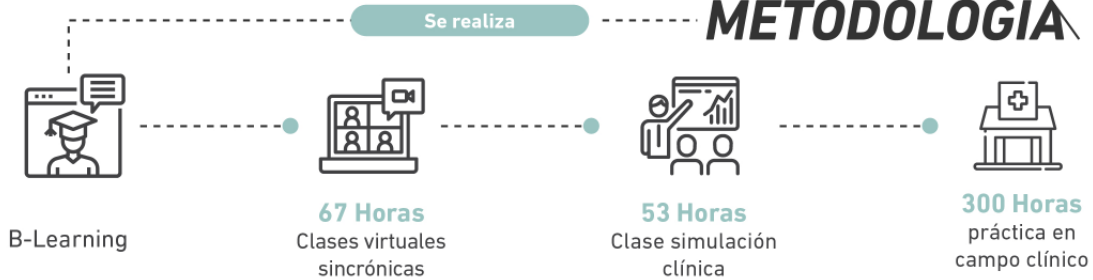 Se realiza
METODOLOGIA
B-Learning
67 Horas
Clases virtuales
sincrónicas
53 Horas
Clase simulación
clínica
300 Horas
práctica en
campo clínico